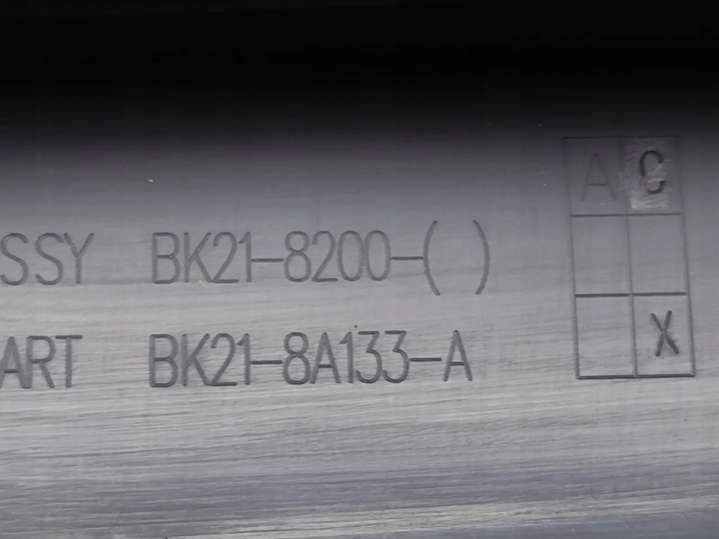 SSY BK21-8200-( )
ART BK21-8A133-A
A C
X